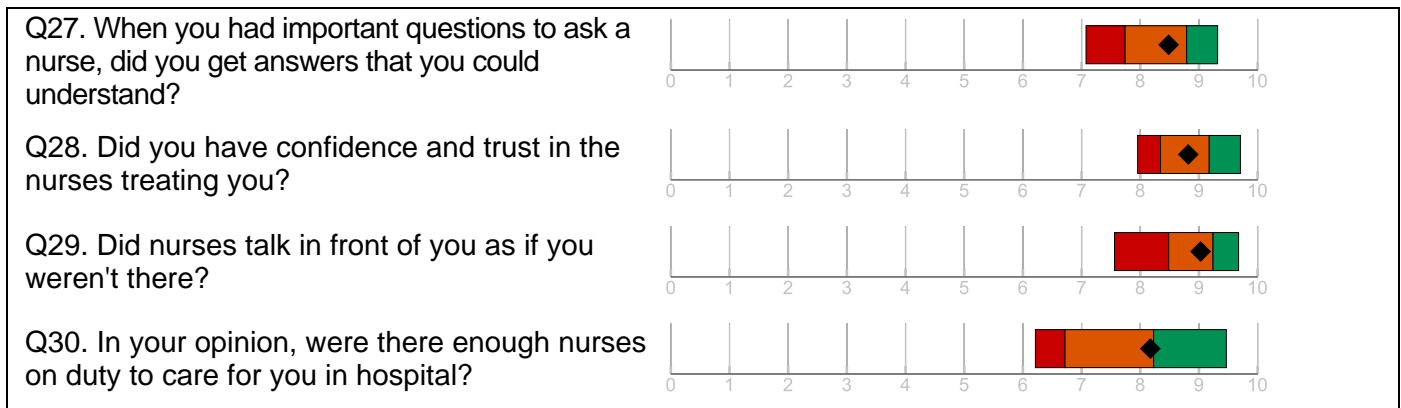 Q27. When you had important questions to ask a
nurse, did you get answers that you could
understand?
0 1 2 3 4 5 6 7 8 9 10
Q28. Did you have confidence and trust in the
nurses treating you?
0 1 2 3 4 5 6 7 8 9 10
Q29. Did nurses talk in front of you as if you
weren't there?
0 1 2 3 4 5 6 7 8 9 10
Q30. In your opinion, were there enough nurses
on duty to care for you in hospital?
0 1 2 3 4 5 6 7 8 9 10